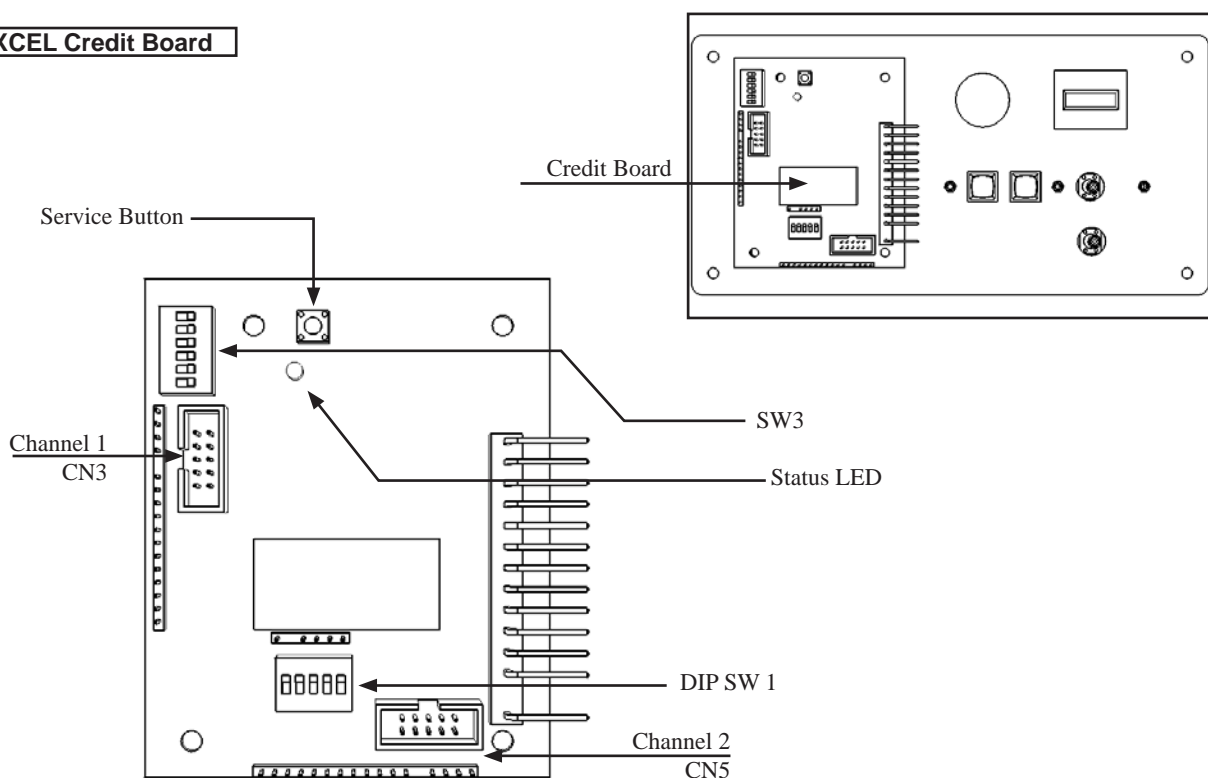 XCEL Credit Board
Credit Board
Service Button
SW3
Channel 1
CN3
Status LED
DIP SW 1
Channel 2
CN5